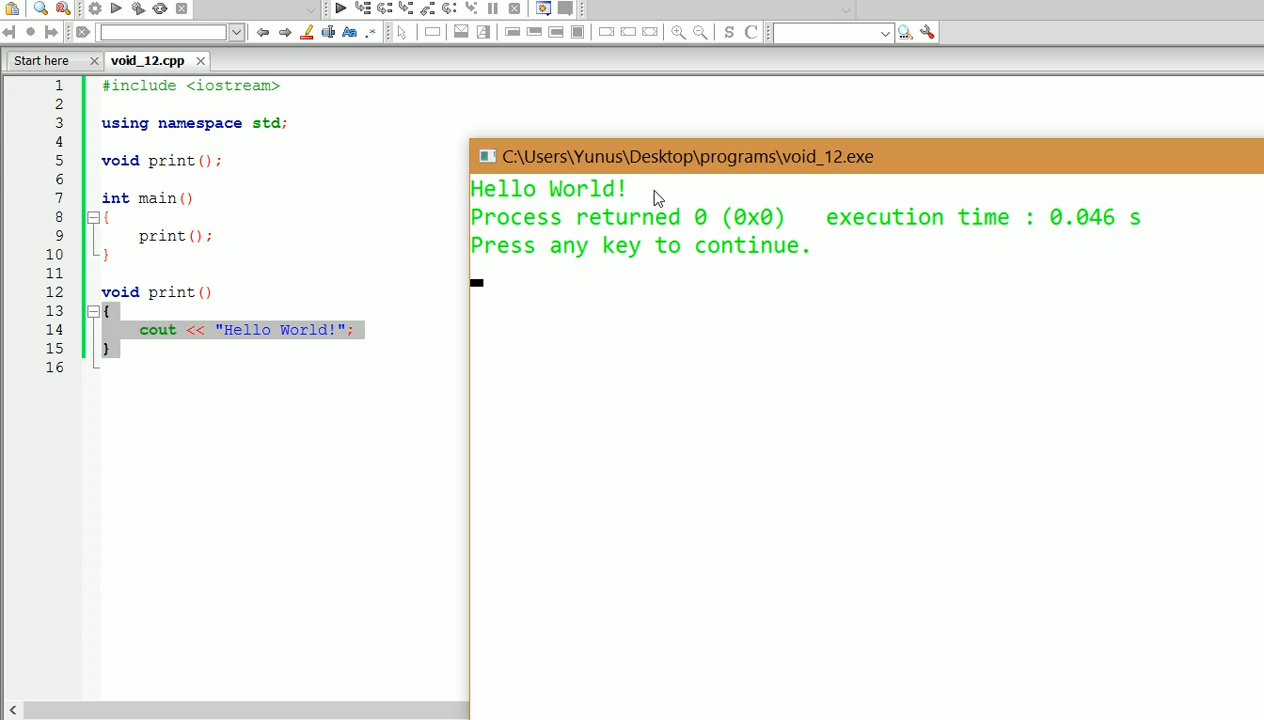 Start here
void_12.cpp
1 #include <iostream>
2
3 using namespace std;
4
5 void print();
6
7 int main()
8 {
9 print();
10 }
11
12 void print()
13 {
14 cout << "Hello World!";
15 }
16
C:\Users\Yunus\Desktop\programs\void_12.exe
Hello World!
Process returned 0 (0x0) execution time : 0.046 s
Press any key to continue.